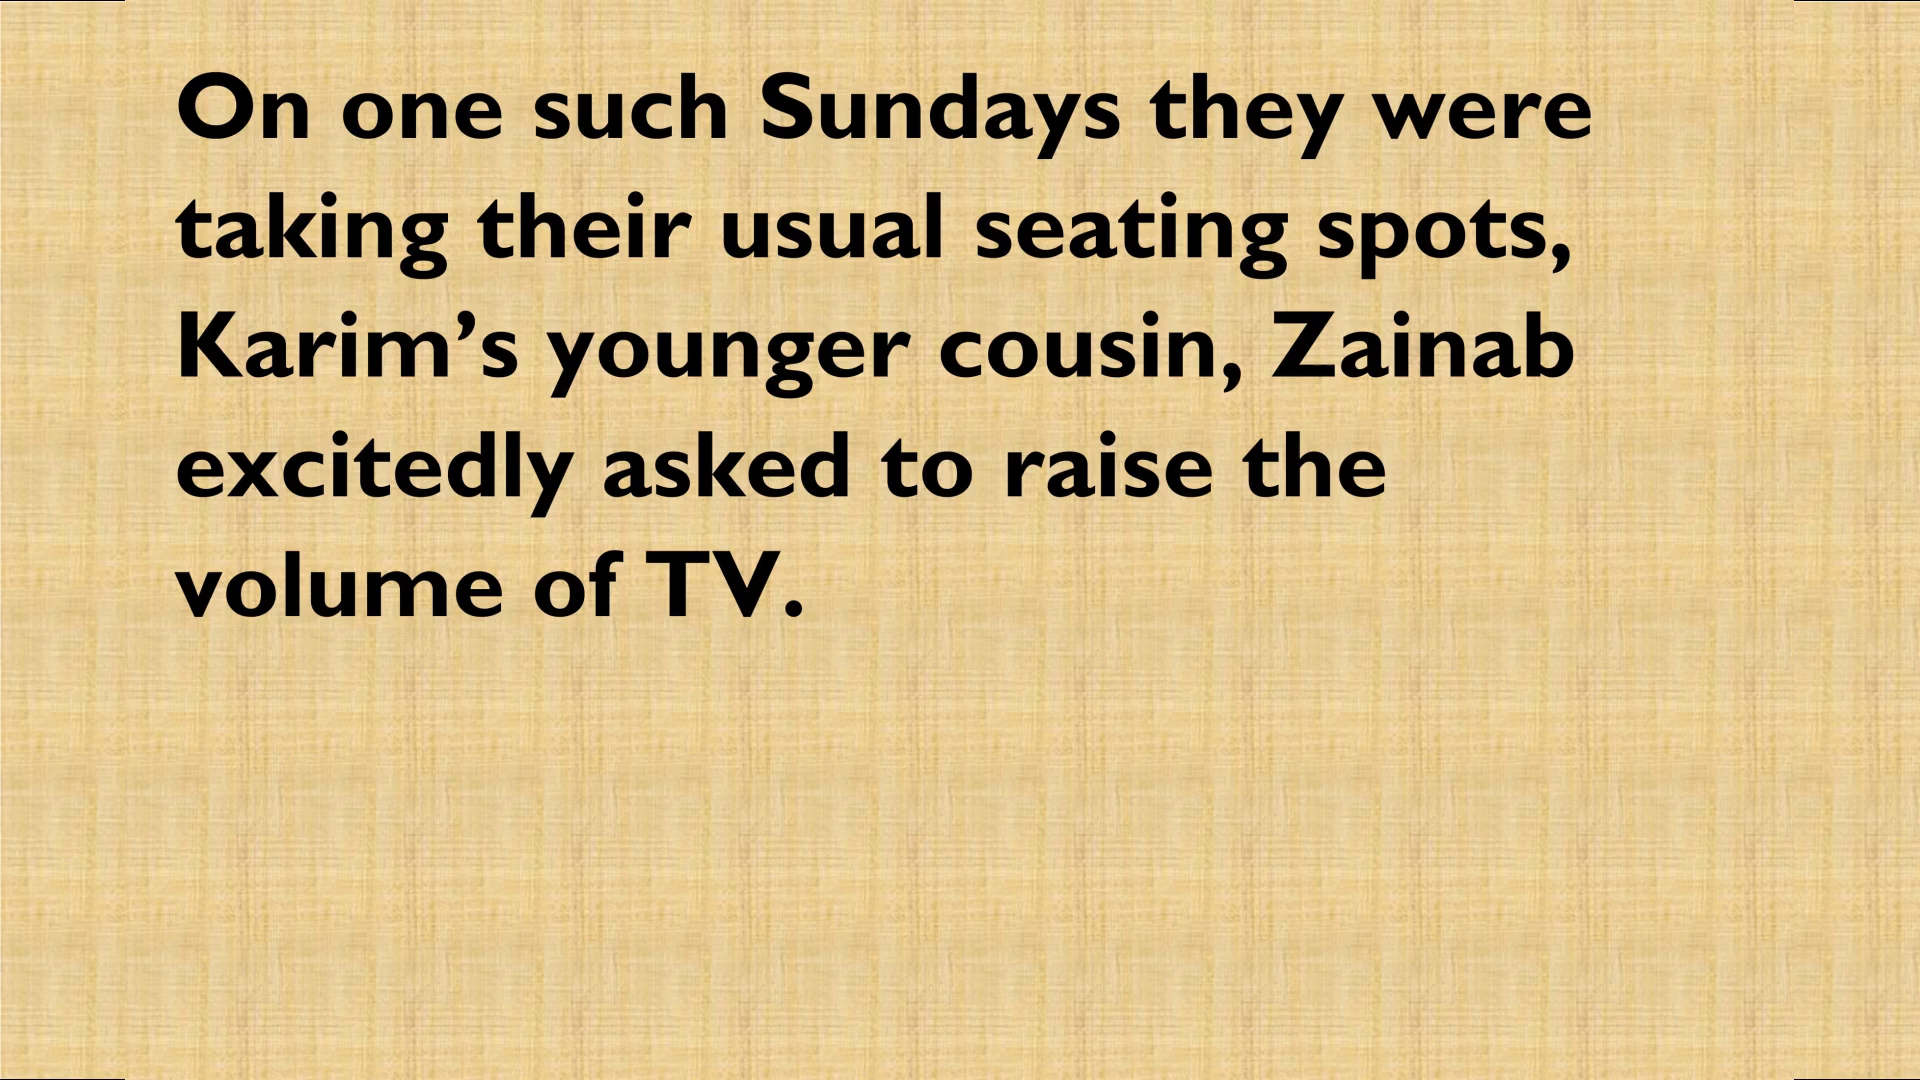 On one such Sundays they were
taking their usual seating spots,
Karim’s younger cousin, Zainab
excitedly asked to raise the
volume of TV.